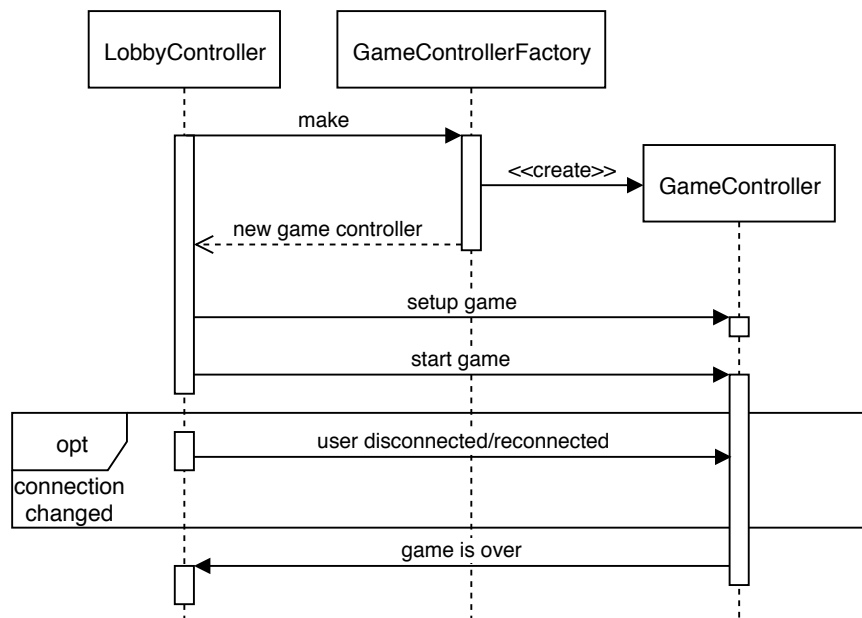 LobbyController
GameControllerFactory
make
<<create>>
GameController
new game controller
setup game
start game
opt
user disconnected/reconnected
connection
changed
game is over